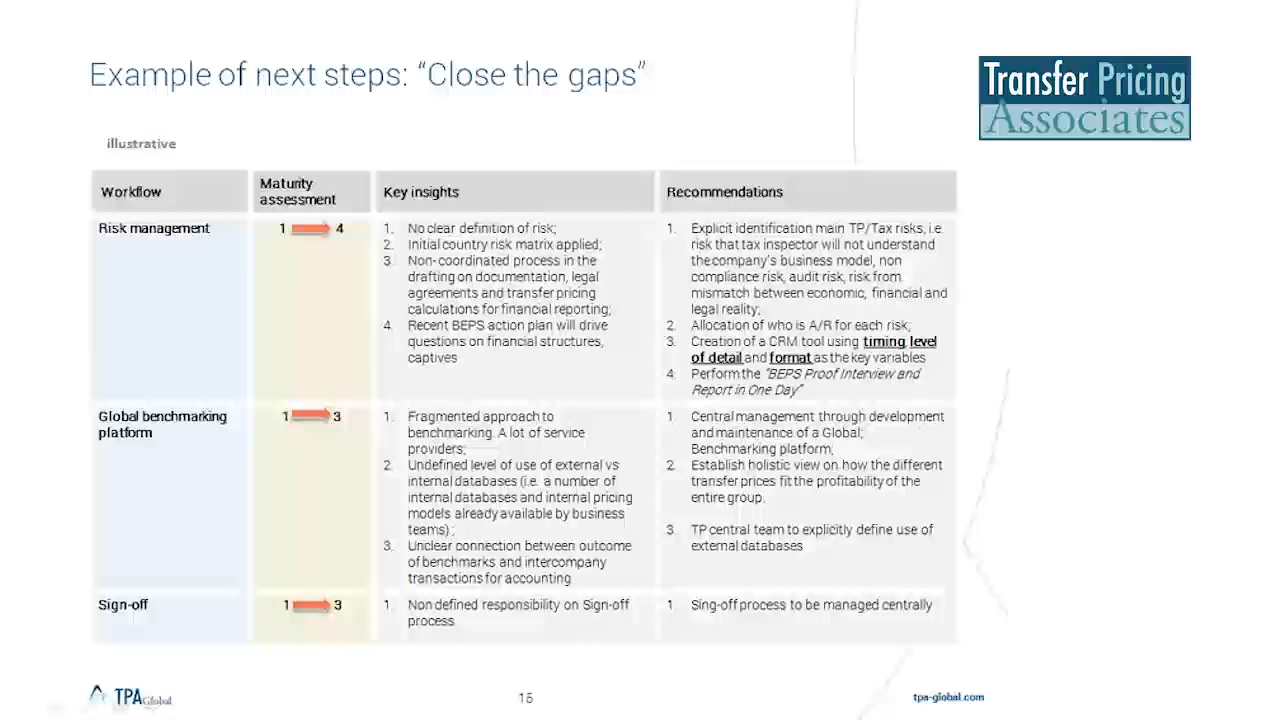 Example of next steps: “Close the gaps”
Transfer Pricing
Associates
illustrative
Workflow
Maturity
assessment
Key insights
Recommendations
Risk management
1 4
1. No clear definition of risk;
2. Initial country risk matrix applied;
3. Non-coordinated process in the
drafting on documentation, legal
agreements and transfer pricing
calculations for financial reporting;
4. Recent BEPS action plan will drive
questions on financial structures,
captives
1. Explicit identification main TP/Tax risks, i.e.
risk that tax inspector will not understand
the company's business model, non
compliance risk, audit risk, risk from
mismatch between economic, financial and
legal reality;
2. Allocation of who is A/R for each risk;
3. Creation of a CRM tool using timing, level
of detail and format as the key variables
4. Perform the “BEPS Proof Interview and
Report in One Day”
Global benchmarking
platform
1 3
1. Fragmented approach to
benchmarking. A lot of service
providers;
2. Undefined level of use of external vs
internal databases (i.e. a number of
internal databases and internal pricing
models already available by business
teams) ;
3. Unclear connection between outcome
of benchmarks and intercompany
transactions for accounting
1. Central management through development
and maintenance of a Global;
Benchmarking platform;
2. Establish holistic view on how the different
transfer prices fit the profitability of the
entire group.
3. TP central team to explicitly define use of
external databases
Sign-off
1 3
1. Non defined responsibility on Sign-off
process.
1. Sing-off process to be managed centrally
TPA Global
16
tpa-global.com